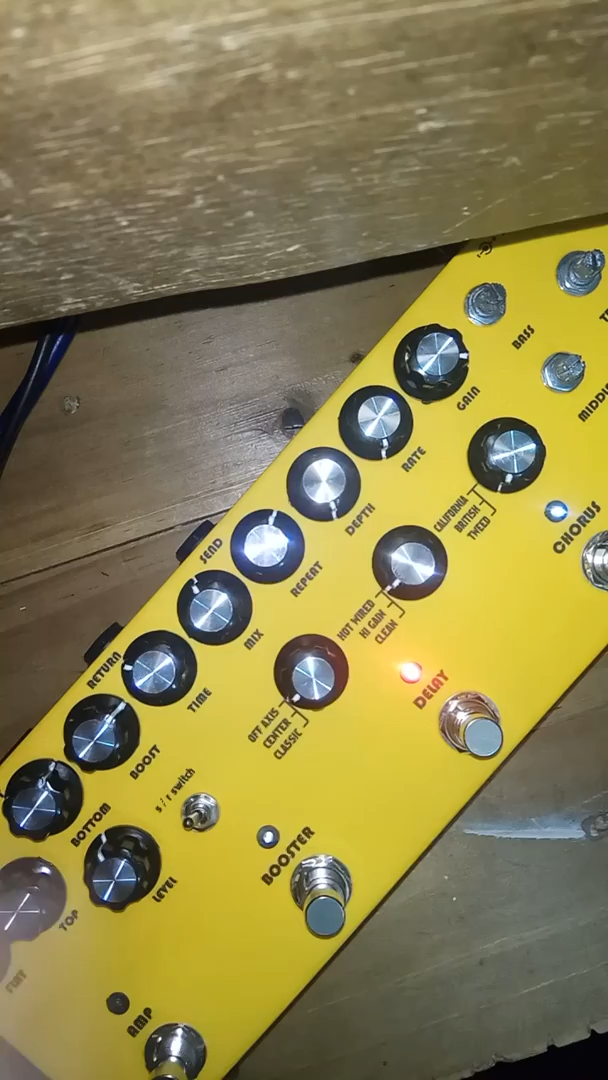 BASS
GAIN
MIDDLE
RATE
DEPTH
CALIFORNIA
BRITISH
TWEED
CHORUS
SEND
REPEAT
MIX
HOT WIRED
HI GAIN
CLEAN
DELAY
RETURN
TIME
BOOST
OFF AXIS
CENTER
CLASSIC
s / r switch
BOTTOM
LEVEL
BOOSTER
TOP
AMP